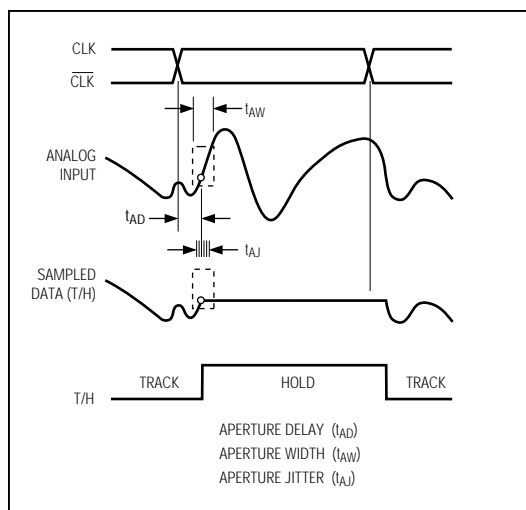 CLK
C̅L̅K̅
tAW
ANALOG
INPUT
tAD
tAJ
SAMPLED
DATA (T/H)
TRACK HOLD TRACK
T/H
APERTURE DELAY (tAD)
APERTURE WIDTH (tAW)
APERTURE JITTER (tAJ)